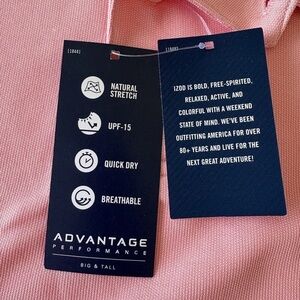 NATURAL
STRETCH
UPF-15
QUICK DRY
BREATHABLE
ADVANTAGE
PERFORMANCE
BIG & TALL
IZOD IS BOLD, FREE-SPIRITED,
RELAXED, ACTIVE, AND
COLORFUL WITH A WEEKEND
STATE OF MIND. WE'VE BEEN
OUTFITTING AMERICA FOR OVER
80+ YEARS AND LIVE FOR THE
NEXT GREAT ADVENTURE!